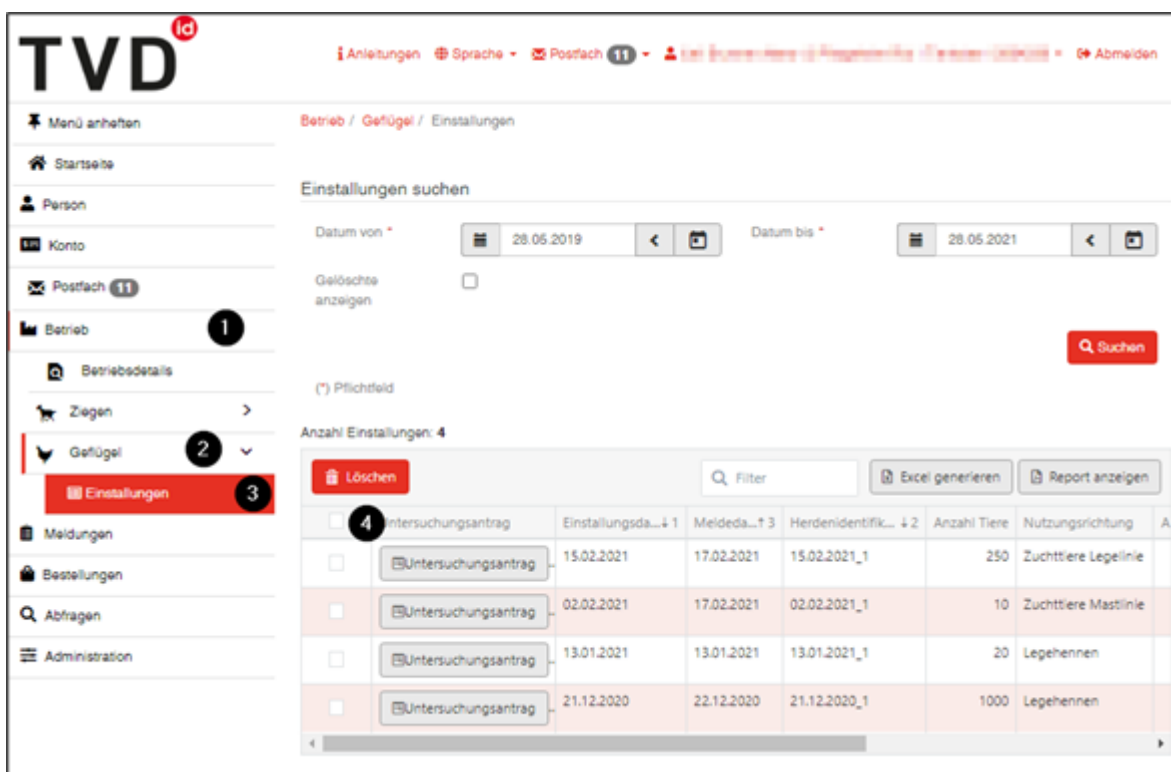 TVD id
Anleitungen Sprache Postfach 11 Abmelden
Menü anheften
Startseite
Person
Konto
Postfach 11
Betrieb 1
Betriebsdetails
Ziegen
Geflügel 2
Einstallungen 3
Meldungen
Bestellungen
Abfragen
Administration
Betrieb / Geflügel / Einstallungen
Einstallungen suchen
Datum von * 28.05.2019 Datum bis * 28.05.2021
Gelöschte
anzeigen
Suchen
(*) Pflichtfeld
Anzahl Einstallungen: 4
Löschen Filter Excel generieren Report anzeigen
4 ntersuchungsantrag Einstallungsda...↓ 1 Meldeda...↑ 3 Herdenidentifik... ↓ 2 Anzahl Tiere Nutzungsrichtung A
Untersuchungsantrag 15.02.2021 17.02.2021 15.02.2021_1 250 Zuchttiere Legelinie
Untersuchungsantrag 02.02.2021 17.02.2021 02.02.2021_1 10 Zuchttiere Mastlinie
Untersuchungsantrag 13.01.2021 13.01.2021 13.01.2021_1 20 Legehennen
Untersuchungsantrag 21.12.2020 22.12.2020 21.12.2020_1 1000 Legehennen